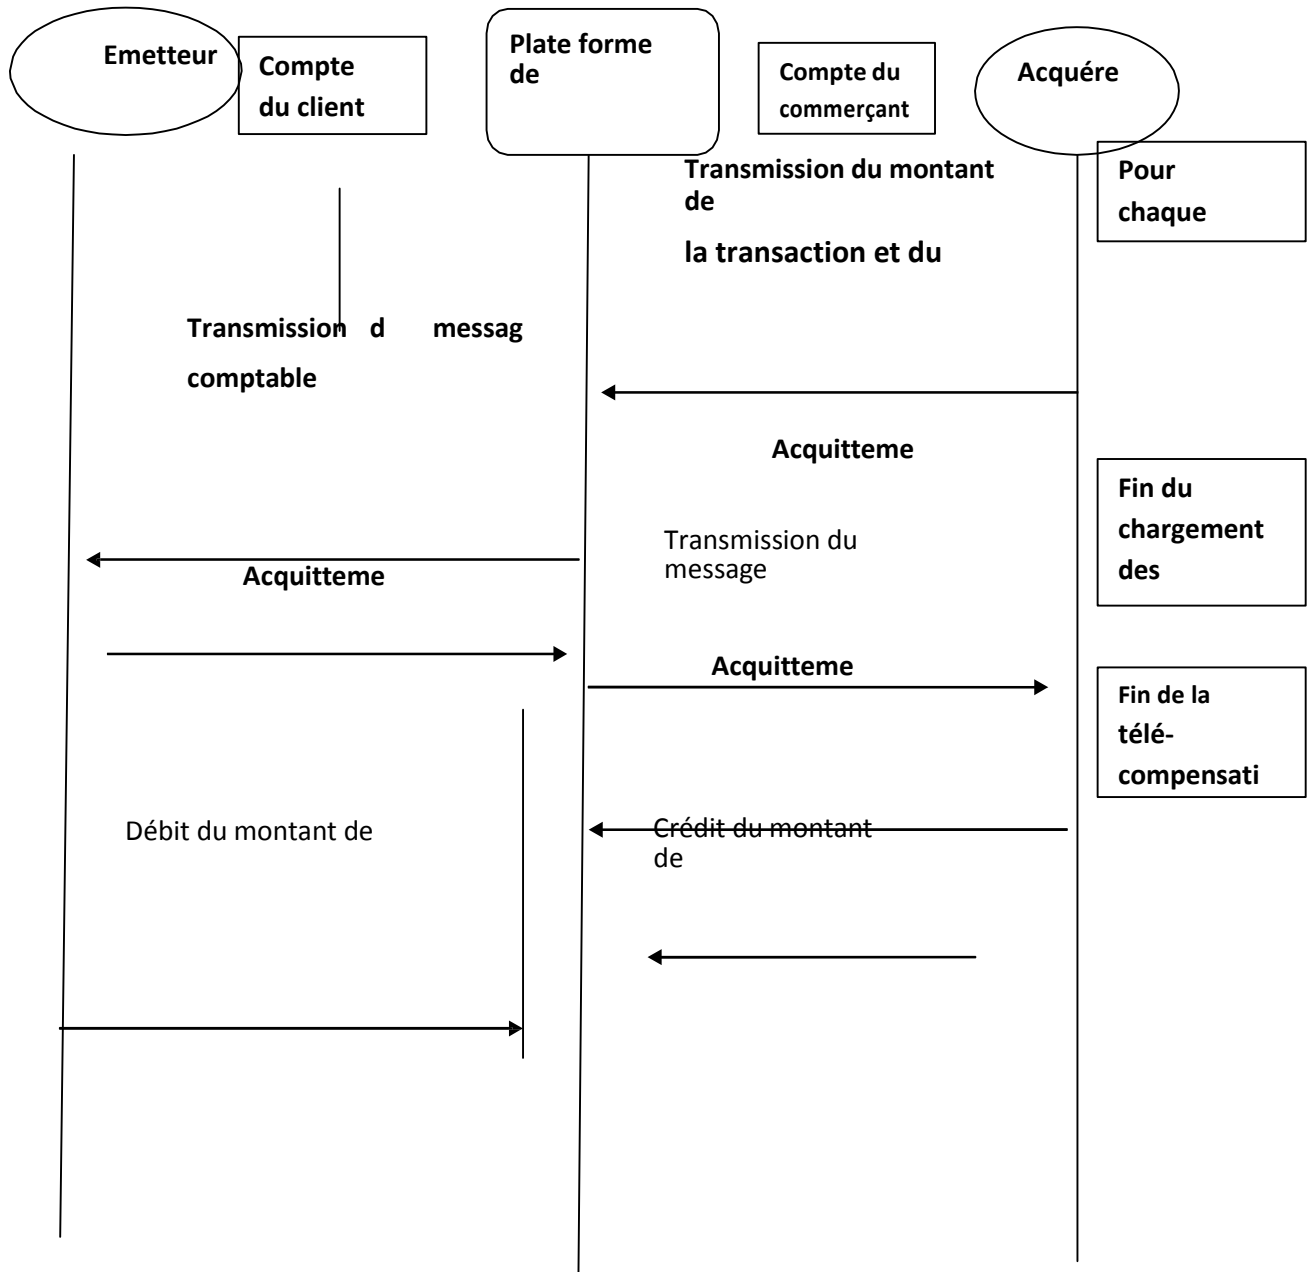 Emetteur
Compte
du client
Plate forme
de
Compte du
commerçant
Acquére
Transmission du montant
de
la transaction et du
Pour
chaque
Transmission d messag
comptable
Acquitteme
Fin du
chargement
des
Transmission du
message
Acquitteme
Acquitteme
Fin de la
télé-
compensati
Débit du montant de
Crédit du montant
de